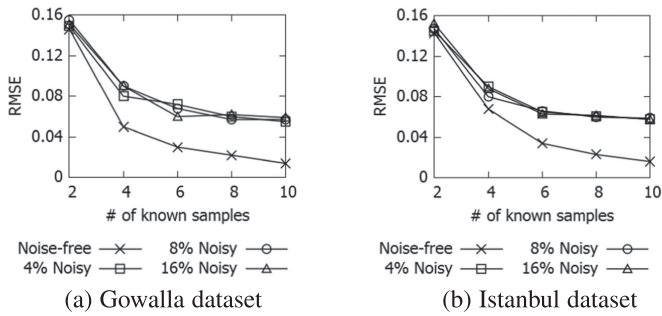 0.16
0.12
0.08
0.04
0
RMSE
2 4 6 8 10
# of known samples
Noise-free 8% Noisy
4% Noisy 16% Noisy
(a) Gowalla dataset
0.16
0.12
0.08
0.04
0
RMSE
2 4 6 8 10
# of known samples
Noise-free 8% Noisy
4% Noisy 16% Noisy
(b) Istanbul dataset